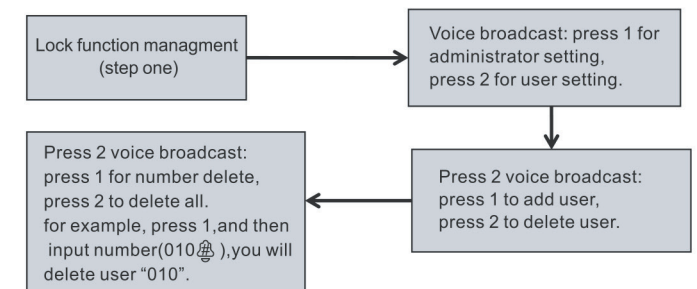 Lock function managment
(step one)
Voice broadcast: press 1 for
administrator setting,
press 2 for user setting.
Press 2 voice broadcast:
press 1 to add user,
press 2 to delete user.
Press 2 voice broadcast:
press 1 for number delete,
press 2 to delete all.
for example, press 1,and then
input number(010#),you will
delete user “010”.